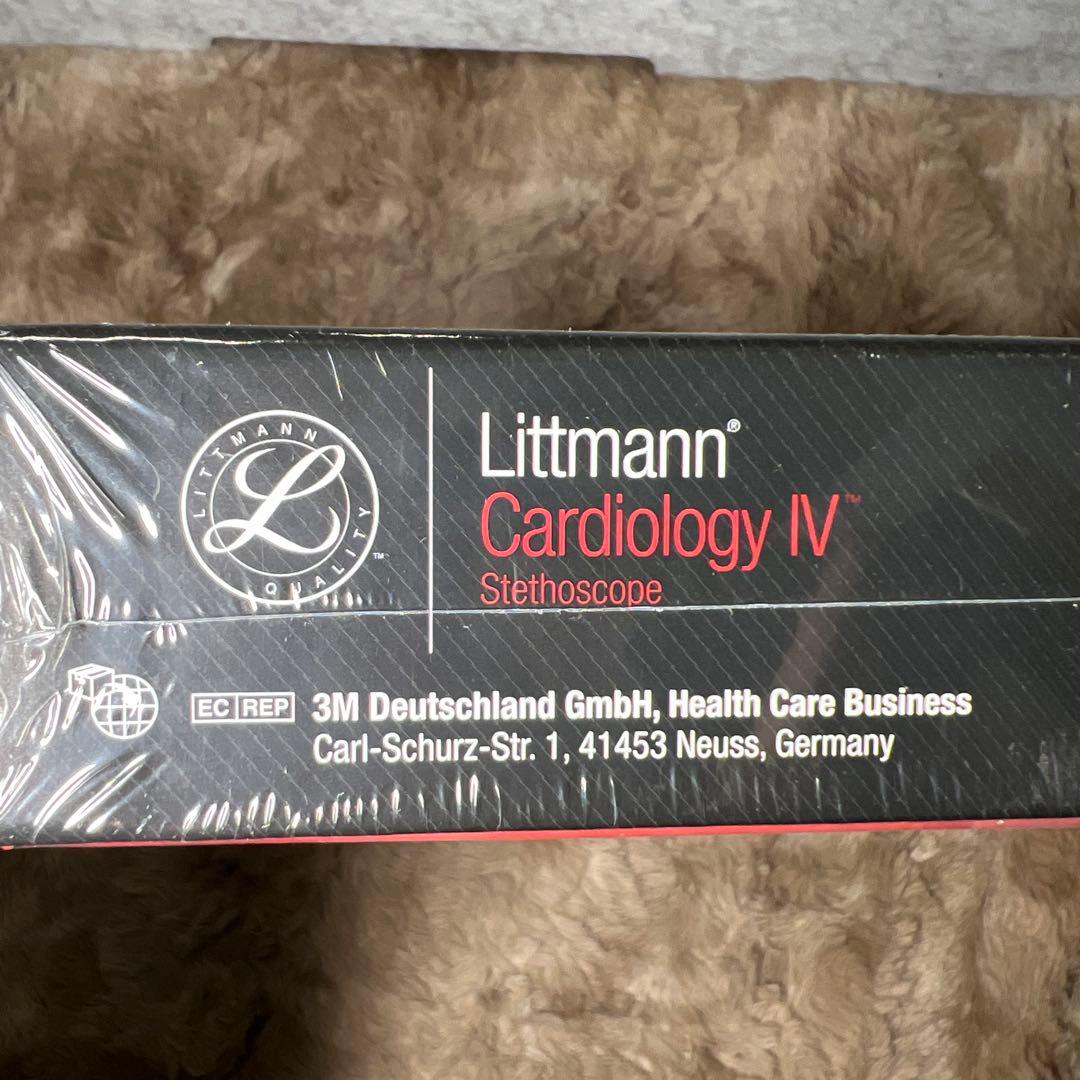 LITTMANN
L
QUALITY™
Littmann®
Cardiology IV™
Stethoscope
EC REP
3M Deutschland GmbH, Health Care Business
Carl-Schurz-Str. 1, 41453 Neuss, Germany